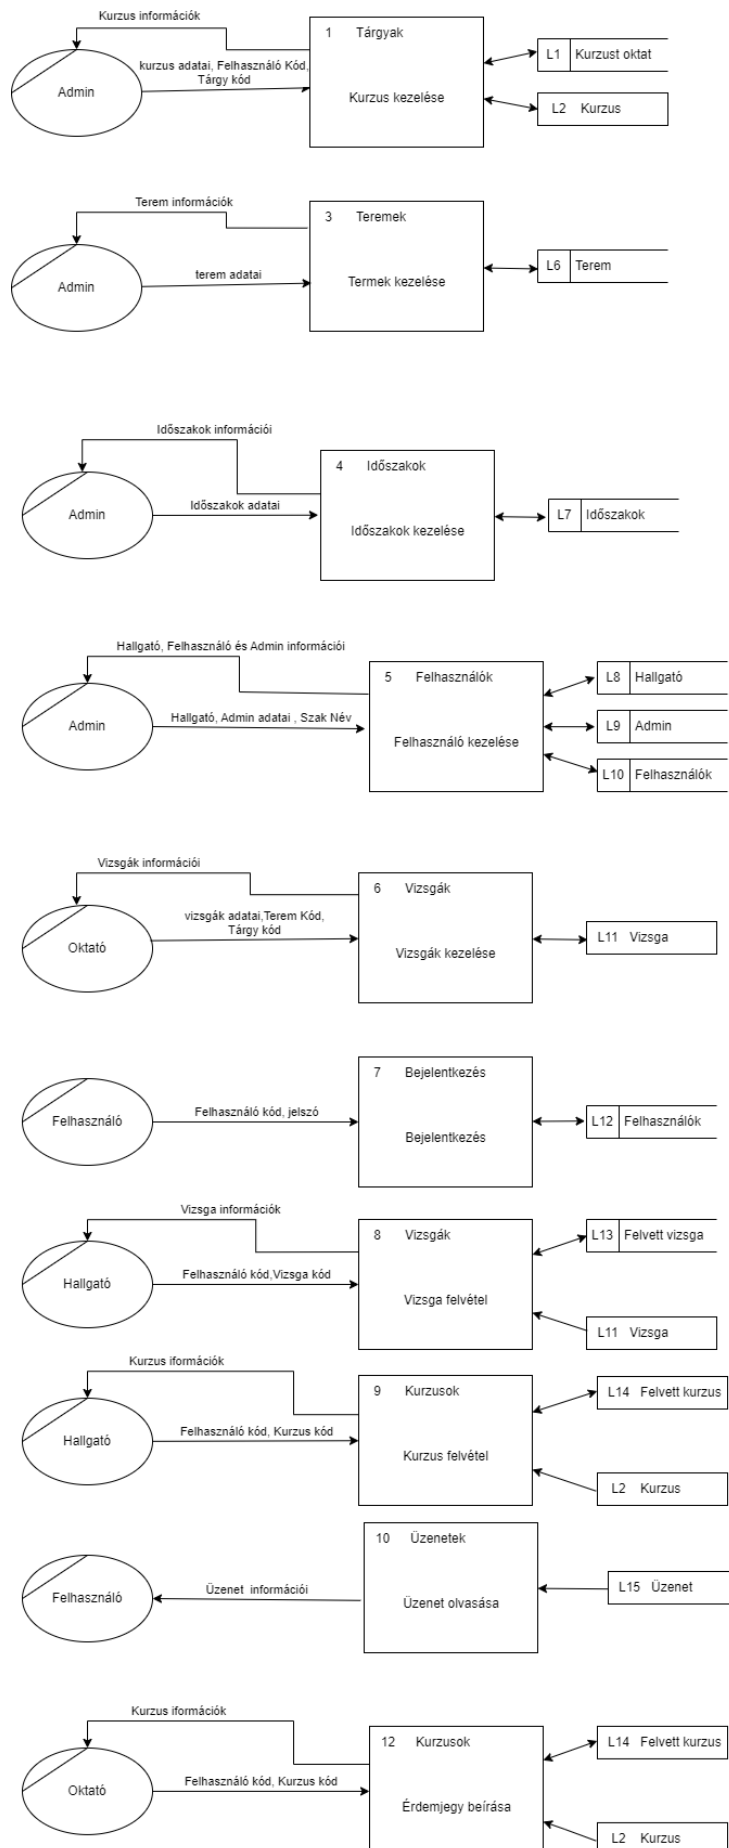 Kurzus információk
1 Tárgyak
L1 Kurzust oktat
kurzus adatai, Felhasználó Kód,
Tárgy kód
Admin
Kurzus kezelése
L2 Kurzus
Terem információk
3 Teremek
L6 Terem
terem adatai
Admin
Termek kezelése
Időszakok információi
4 Időszakok
Időszakok adatai
Admin
L7 Időszakok
Időszakok kezelése
Hallgató, Felhasználó és Admin információi
5 Felhasználók
L8 Hallgató
Hallgató, Admin adatai , Szak Név
Admin
L9 Admin
Felhasználó kezelése
L10 Felhasználók
Vizsgák információi
6 Vizsgák
vizsgák adatai,Terem Kód,
Tárgy kód
Oktató
L11 Vizsga
Vizsgák kezelése
7 Bejelentkezés
Felhasználó kód, jelszó
Felhasználó
L12 Felhasználók
Bejelentkezés
Vizsga információk
8 Vizsgák
L13 Felvett vizsga
Felhasználó kód,Vizsga kód
Hallgató
Vizsga felvétel
L11 Vizsga
Kurzus iformációk
9 Kurzusok
L14 Felvett kurzus
Felhasználó kód, Kurzus kód
Hallgató
Kurzus felvétel
L2 Kurzus
10 Üzenetek
Üzenet információi
L15 Üzenet
Felhasználó
Üzenet olvasása
Kurzus iformációk
12 Kurzusok
L14 Felvett kurzus
Felhasználó kód, Kurzus kód
Oktató
Érdemjegy beírása
L2 Kurzus